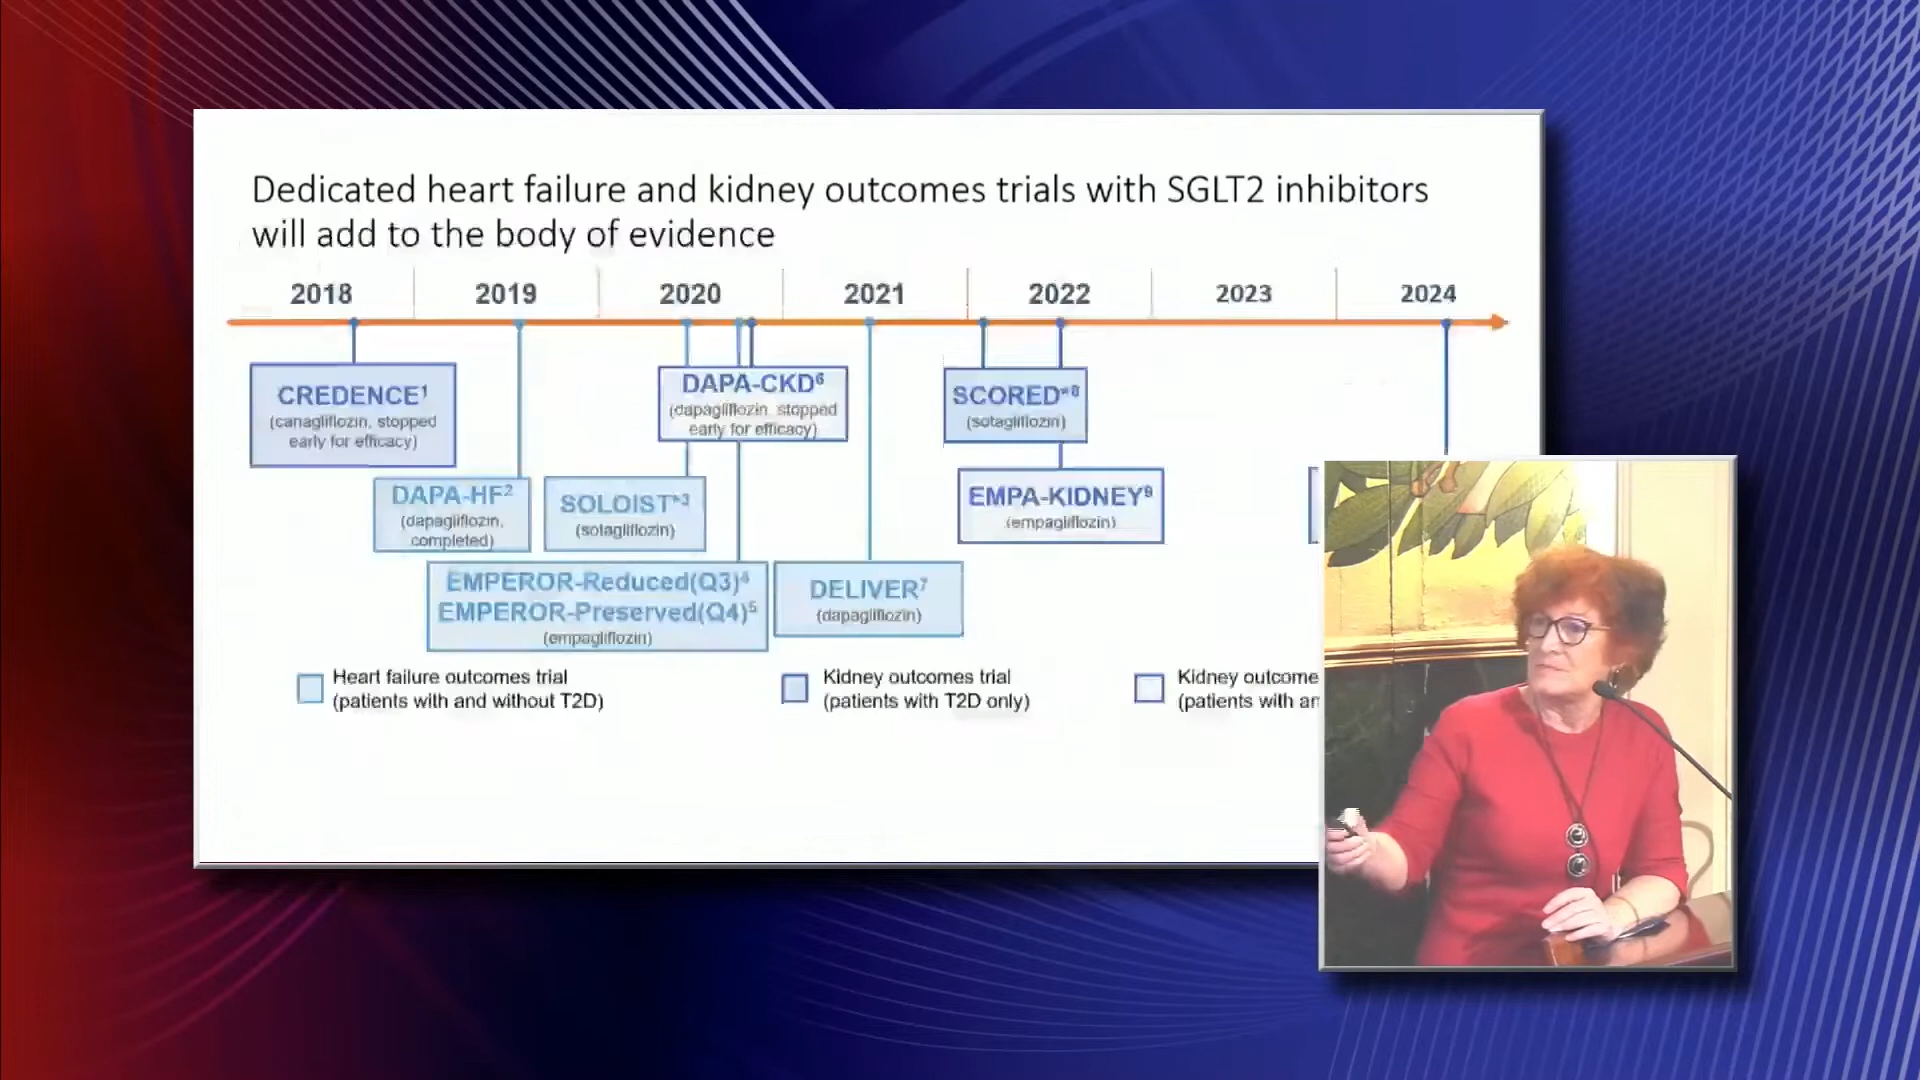 Dedicated heart failure and kidney outcomes trials with SGLT2 inhibitors
will add to the body of evidence
2018 2019 2020 2021 2022 2023 2024
CREDENCE¹
(canagliflozin, stopped
early for efficacy)
DAPA-CKD⁶
(dapagliflozin, stopped
early for efficacy)
SCORED*⁸
(sotagliflozin)
DAPA-HF²
(dapagliflozin,
completed)
SOLOIST*³
(sotagliflozin)
EMPA-KIDNEY⁹
(empagliflozin)
EMPEROR-Reduced(Q3)⁴
EMPEROR-Preserved(Q4)⁵
(empagliflozin)
DELIVER⁷
(dapagliflozin)
Heart failure outcomes trial
(patients with and without T2D)
Kidney outcomes trial
(patients with T2D only)
Kidney outcome
(patients with